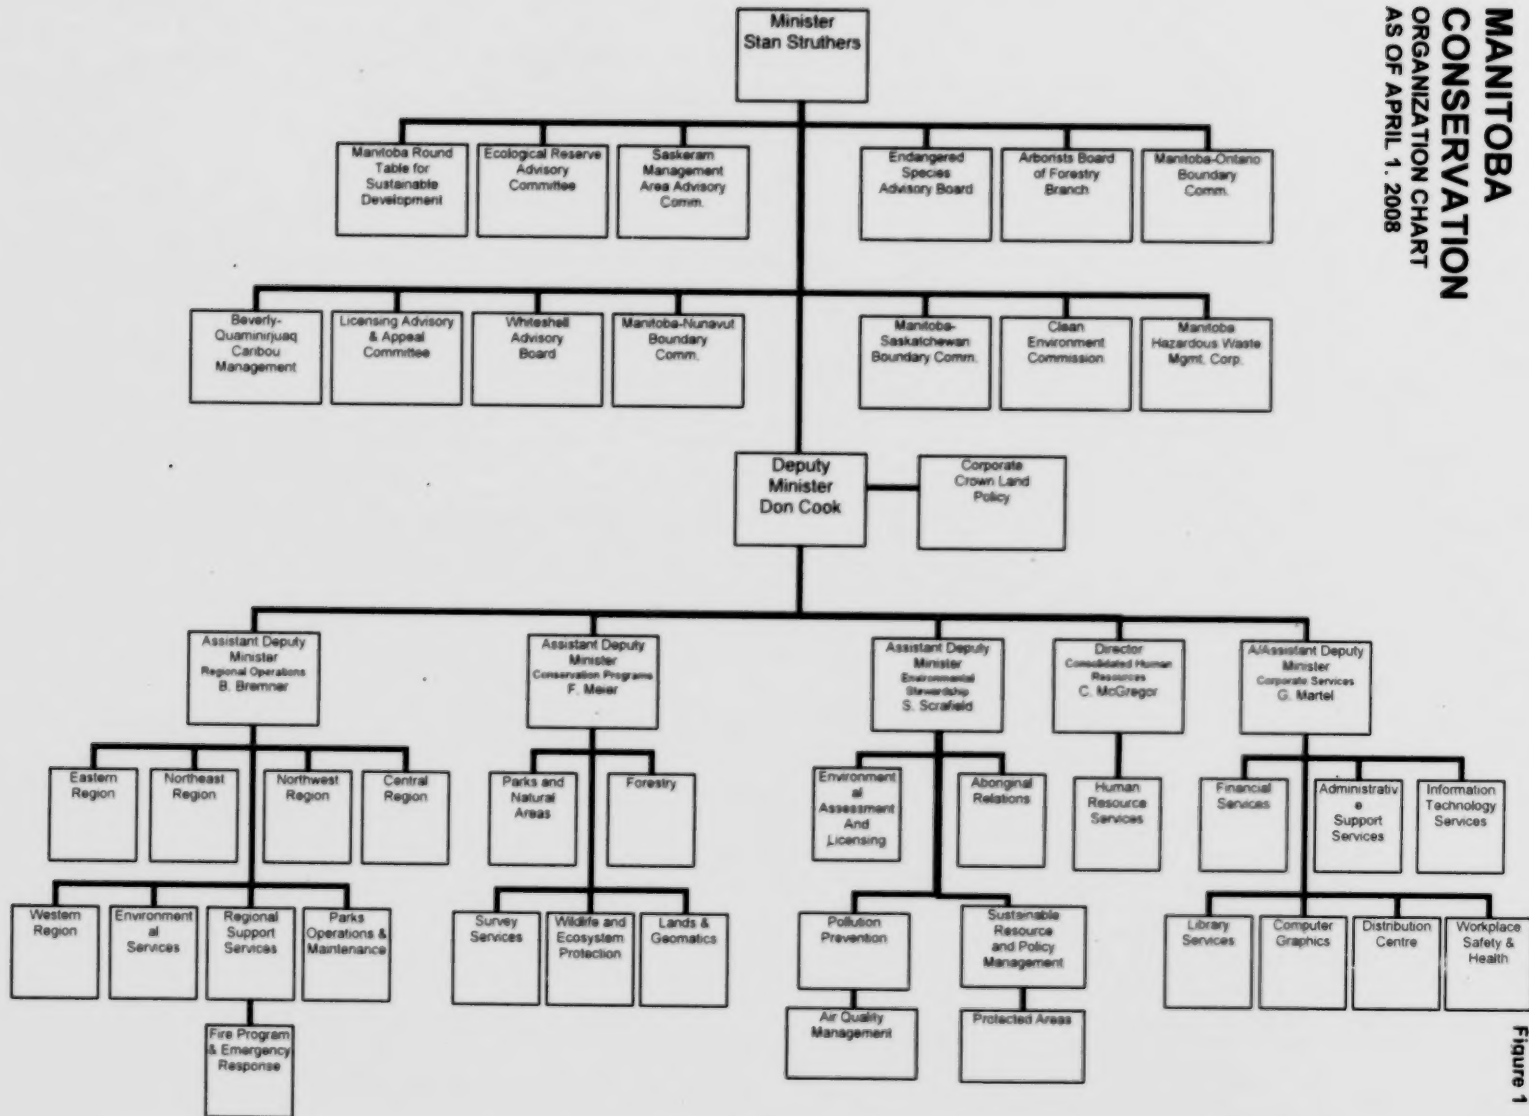 MANITOBA
CONSERVATION
ORGANIZATION CHART
AS OF APRIL 1. 2008
Minister
Stan Struthers
Manitoba Round
Table for
Sustainable
Development
Ecological Reserve
Advisory
Committee
Saskeram
Management
Area Advisory
Comm.
Endangered
Species
Advisory Board
Arborists Board
of Forestry
Branch
Manitoba-Ontario
Boundary
Comm.
Beverly-
Quaminirjuaq
Caribou
Management
Licensing Advisory
& Appeal
Committee
Whiteshell
Advisory
Board
Manitoba-Nunavut
Boundary
Comm.
Manitoba-
Saskatchewan
Boundary Comm.
Clean
Environment
Commission
Manitoba
Hazardous Waste
Mgmt. Corp.
Deputy
Minister
Don Cook
Corporate
Crown Land
Policy
Assistant Deputy
Minister
Regional Operations
B. Bremner
Assistant Deputy
Minister
Conservation Programs
F. Meier
Assistant Deputy
Minister
Environmental
Stewardship
S. Scrafield
Director
Consolidated Human
Resources
C. McGregor
A/Assistant Deputy
Minister
Corporate Services
G. Martel
Eastern
Region
Northeast
Region
Northwest
Region
Central
Region
Parks and
Natural
Areas
Forestry
Environment
al
Assessment
And
Licensing
Aboriginal
Relations
Human
Resource
Services
Financial
Services
Administrativ
e
Support
Services
Information
Technology
Services
Western
Region
Environment
al
Services
Regional
Support
Services
Parks
Operations &
Maintenance
Survey
Services
Wildlife and
Ecosystem
Protection
Lands &
Geomatics
Pollution
Prevention
Sustainable
Resource
and Policy
Management
Library
Services
Computer
Graphics
Distribution
Centre
Workplace
Safety &
Health
Fire Program
& Emergency
Response
Air Quality
Management
Protected Areas
Figure 1